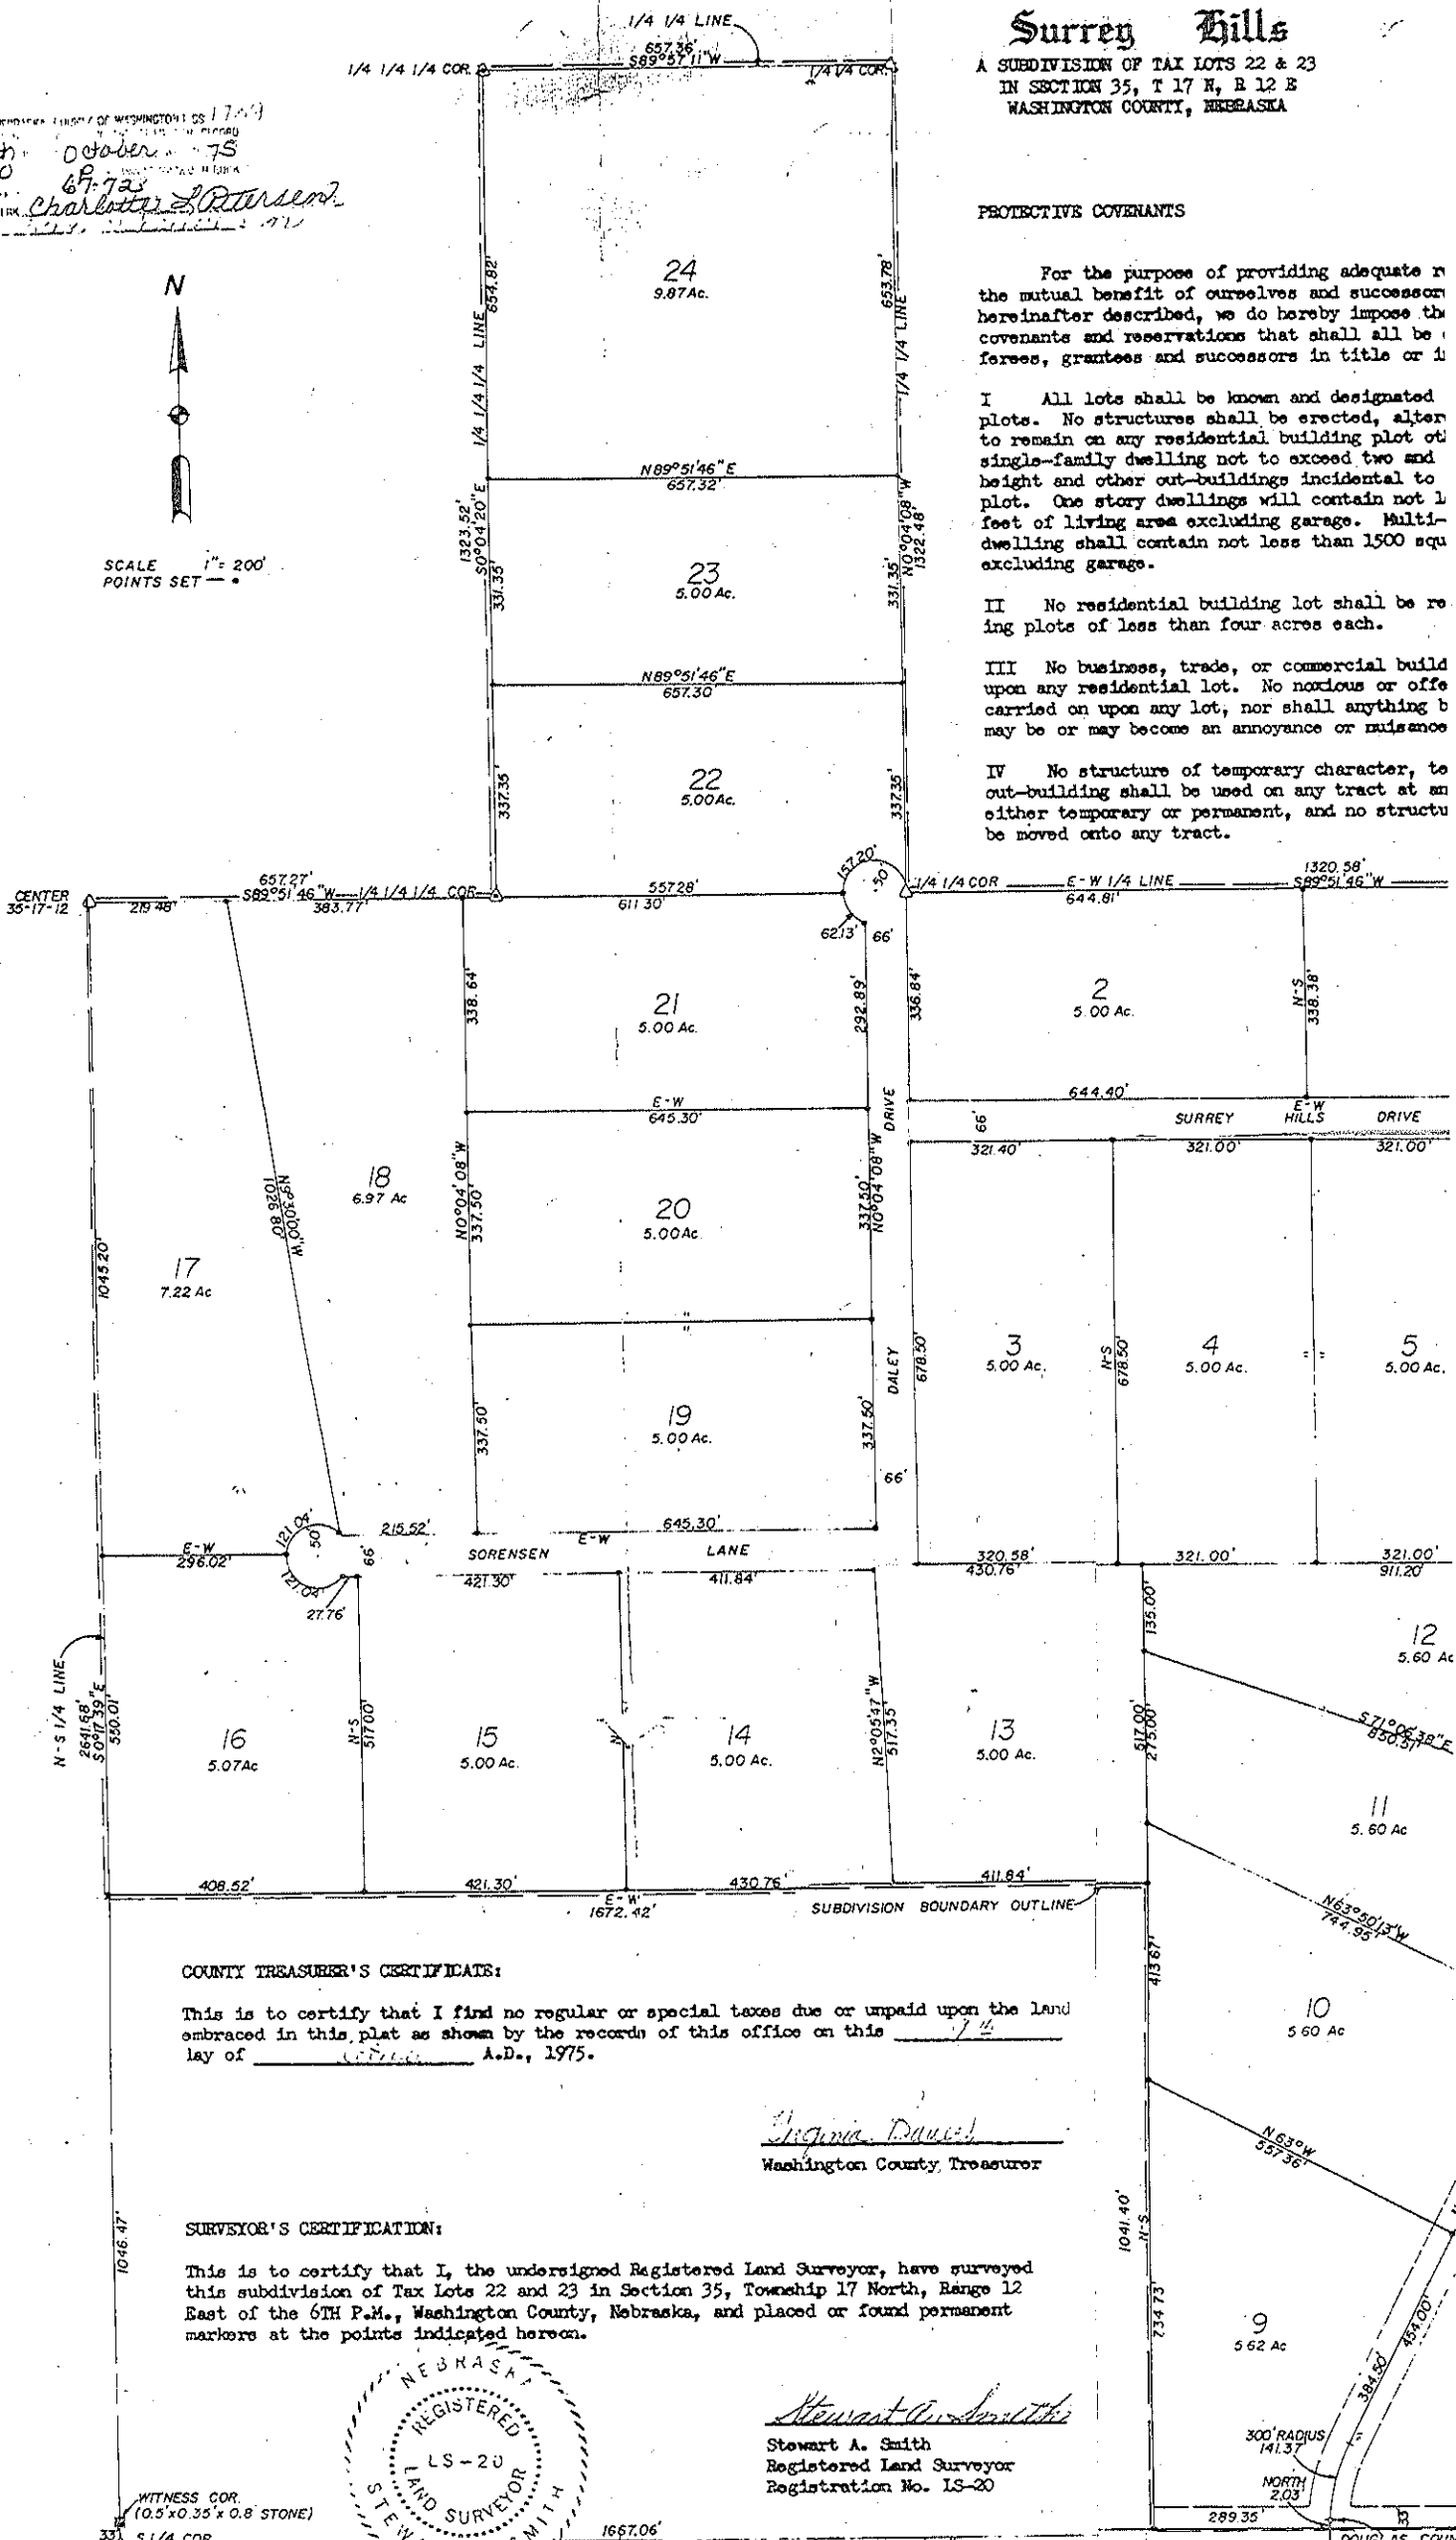 Surrey Hills
A SUBDIVISION OF TAX LOTS 22 & 23
IN SECTION 35, T 17 N, R 12 E
WASHINGTON COUNTY, NEBRASKA
OF WASHINGTON SS
October 75
Charlotte L Petersen
1/4 1/4 LINE
657.36'
S89°57'11"W
1/4 1/4 1/4 COR.
1/4 1/4 COR.
N
SCALE 1"= 200'
POINTS SET — •
PROTECTIVE COVENANTS
For the purpose of providing adequate r
the mutual benefit of ourselves and successor
hereinafter described, we do hereby impose the
covenants and reservations that shall all be
ferees, grantees and successors in title or i
I All lots shall be known and designated
plots. No structures shall be erected, alter
to remain on any residential building plot ot
single-family dwelling not to exceed two and
height and other out-buildings incidental to
plot. One story dwellings will contain not l
feet of living area excluding garage. Multi-
dwelling shall contain not less than 1500 squ
excluding garage.
II No residential building lot shall be re
ing plots of less than four acres each.
III No business, trade, or commercial build
upon any residential lot. No noxious or offe
carried on upon any lot, nor shall anything b
may be or may become an annoyance or nuisance
IV No structure of temporary character, te
out-building shall be used on any tract at an
either temporary or permanent, and no structu
be moved onto any tract.
24
9.87 Ac.
654.82'
653.78'
1/4 1/4 1/4 LINE
1/4 1/4 LINE
N89°51'46"E
657.32'
1323.52'
S0°04'20"E
331.35'
23
5.00 Ac.
331.35'
N0°04'08"W
1322.48'
N89°51'46"E
657.30'
337.35'
22
5.00 Ac.
337.35'
CENTER
35-17-12
657.27'
S89°51'46"W
1/4 1/4 1/4 COR
219.48'
383.77'
557.28'
611.30'
157.20'
50'
62.13'
66'
1/4 1/4 COR
E-W 1/4 LINE
644.81'
1320.58'
S89°51'46"W
338.64'
21
5.00 Ac.
292.89'
336.84'
2
5.00 Ac.
N-S
338.38'
E-W
645.30'
DRIVE
644.40'
66'
SURREY
E-W
HILLS
DRIVE
321.40'
321.00'
321.00'
18
6.97 Ac
N9°30'00"W
1026.80'
N0°04'08"W
337.50'
20
5.00 Ac.
337.50'
N0°04'08"W
1045.20'
17
7.22 Ac
"
"
3
5.00 Ac.
4
5.00 Ac.
5
5.00 Ac.
DALEY
678.50'
N-S
678.50'
337.50'
19
5.00 Ac.
337.50'
66'
645.30'
E-W
215.52'
121.04'
50'
66'
SORENSEN
LANE
E-W
296.02'
121.04'
27.76'
421.30'
411.84'
320.58'
430.76'
321.00'
321.00'
911.20'
135.00'
12
5.60 Ac
N-S 1/4 LINE
2641.68'
S0°17'39"E
550.01'
16
5.07 Ac
N-S
517.00'
15
5.00 Ac.
14
5.00 Ac.
N2°05'47"W
517.35'
13
5.00 Ac.
517.00'
275.00'
S71°06'38"E
11
5.60 Ac
408.52'
421.30'
430.76'
411.84'
E-W
1672.42'
SUBDIVISION BOUNDARY OUTLINE
N63°50'13"W
744.95'
413.67'
10
5.60 Ac
COUNTY TREASURER'S CERTIFICATE:
This is to certify that I find no regular or special taxes due or unpaid upon the land
embraced in this plat as shown by the records of this office on this
lay of A.D., 1975.
Virginia
Washington County Treasurer
N63°W
557.36'
1046.47'
1041.40'
N-S
SURVEYOR'S CERTIFICATION:
This is to certify that I, the undersigned Registered Land Surveyor, have surveyed
this subdivision of Tax Lots 22 and 23 in Section 35, Township 17 North, Range 12
East of the 6TH P.M., Washington County, Nebraska, and placed or found permanent
markers at the points indicated hereon.
734.73'
9
5.62 Ac
454.00'
384.50'
NEBRASKA
REGISTERED
LS-20
LAND SURVEYOR
Stewart A. Smith
Stewart A. Smith
Registered Land Surveyor
Registration No. LS-20
300' RADIUS
141.37'
NORTH
2.03'
WITNESS COR.
(0.5'x0.35'x 0.8' STONE)
33'
S 1/4 COR
1667.06'
289.35'
33'